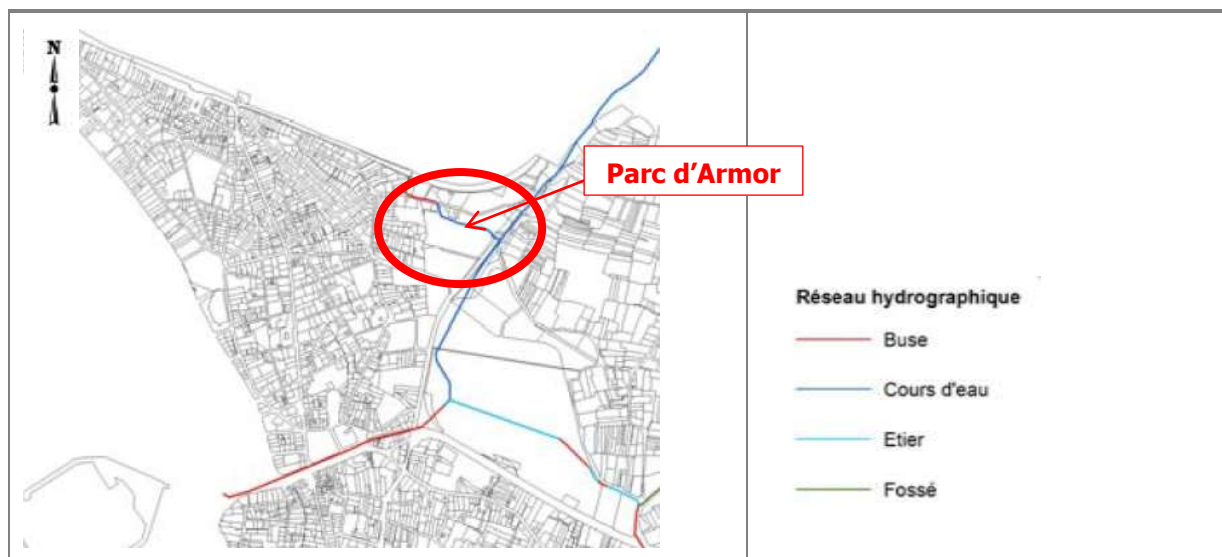 N
Parc d’Armor
Réseau hydrographique
Buse
Cours d'eau
Etier
Fossé